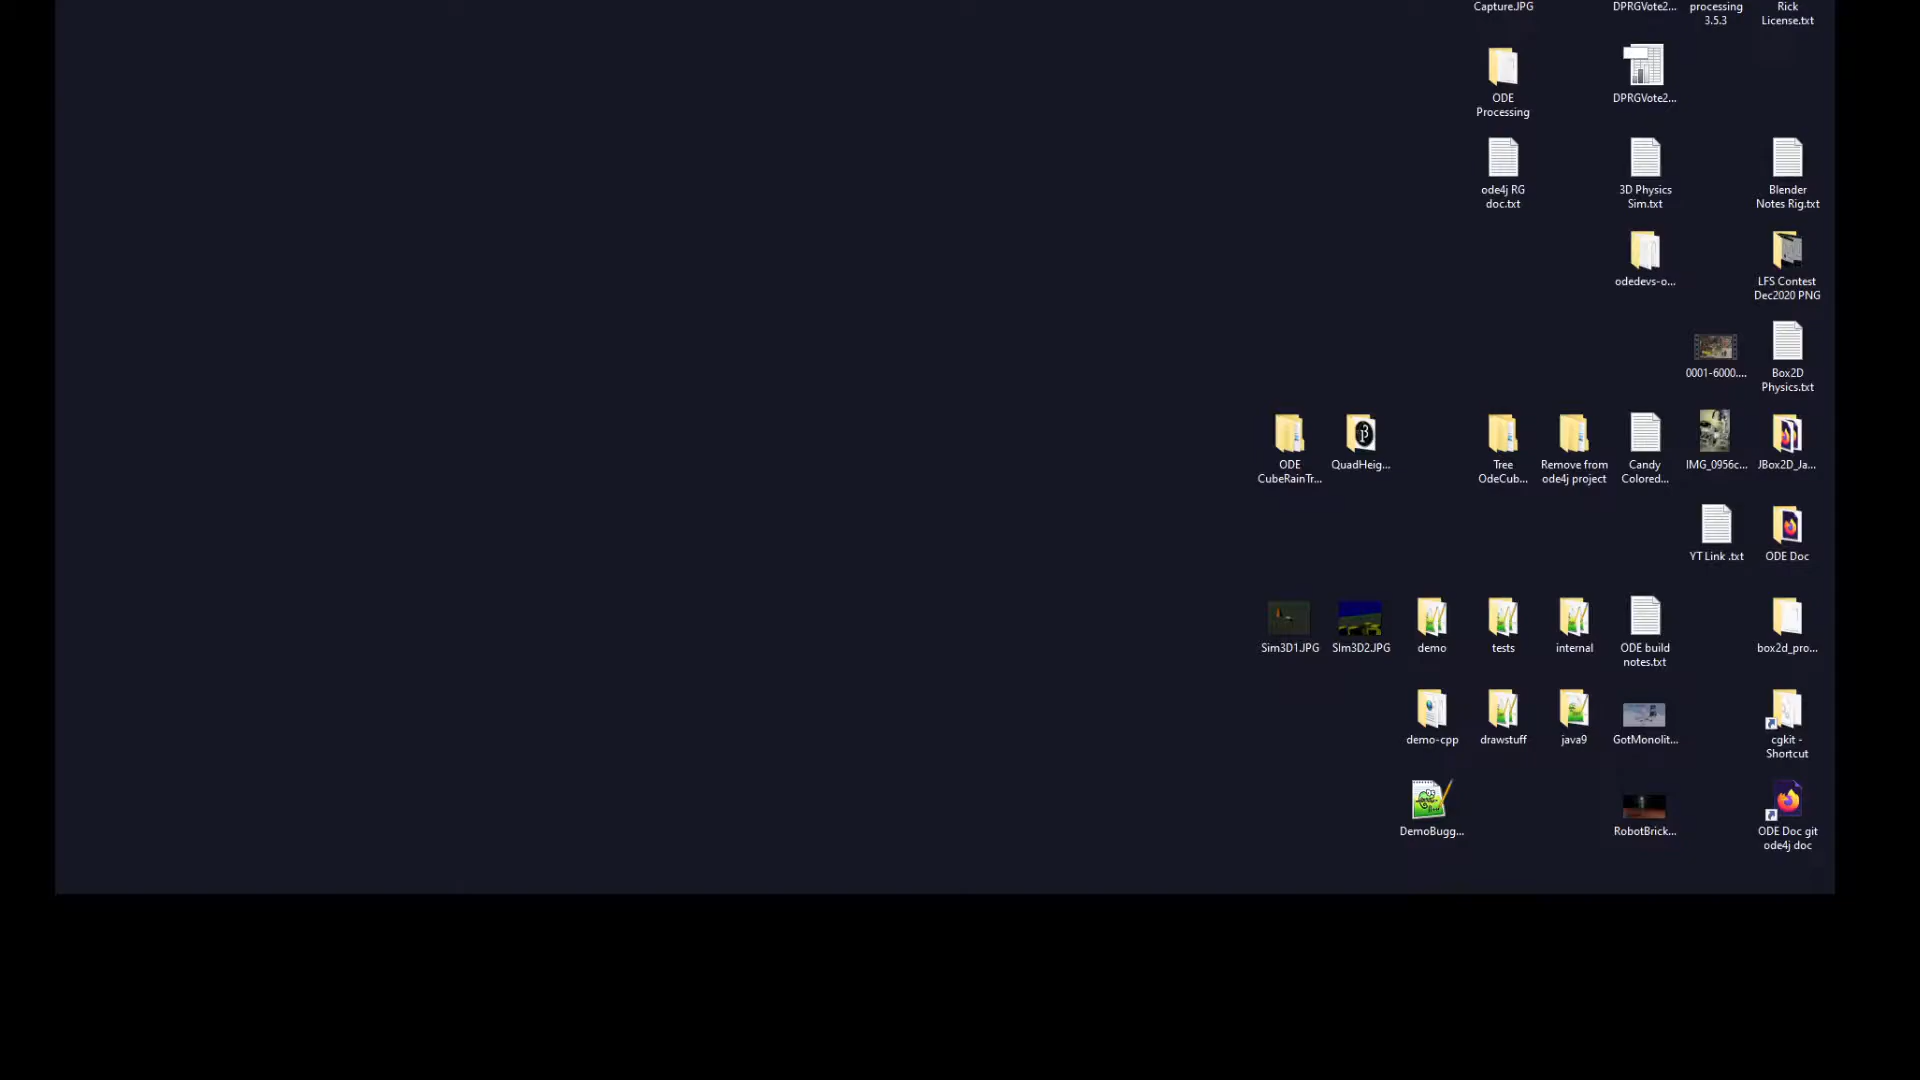 Capture.JPG
DPRGVote2...
processing
3.5.3
Rick
License.txt
ODE
Processing
DPRGVote2...
ode4j RG
doc.txt
3D Physics
Sim.txt
Blender
Notes Rig.txt
odedevs-o...
LFS Contest
Dec2020 PNG
0001-6000....
Box2D
Physics.txt
ODE
CubeRainTr...
QuadHeig...
Tree
OdeCub...
Remove from
ode4j project
Candy
Colored...
IMG_0956c...
JBox2D_Ja...
YT Link .txt
ODE Doc
Sim3D1.JPG
SIm3D2.JPG
demo
tests
internal
ODE build
notes.txt
box2d_pro...
demo-cpp
drawstuff
java9
GotMonolit...
cgkit -
Shortcut
DemoBugg...
RobotBrick...
ODE Doc git
ode4j doc